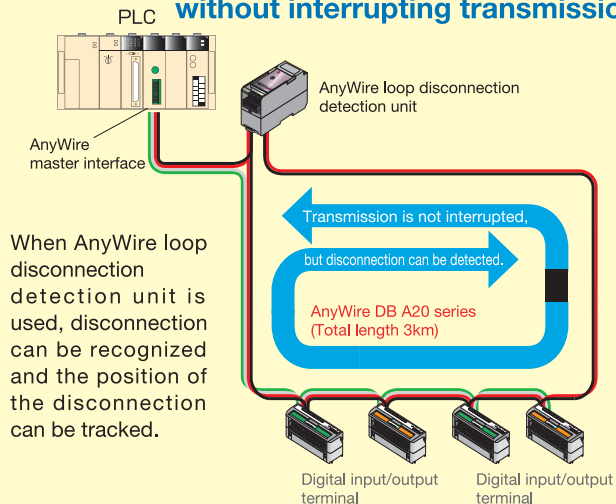 without interrupting transmissio
PLC
AnyWire loop disconnection
detection unit
AnyWire
master interface
Transmission is not interrupted,
but disconnection can be detected.
AnyWire DB A20 series
(Total length 3km)
When AnyWire loop
disconnection
detection unit is
used, disconnection
can be recognized
and the position of
the disconnection
can be tracked.
Digital input/output
terminal
Digital input/output
terminal